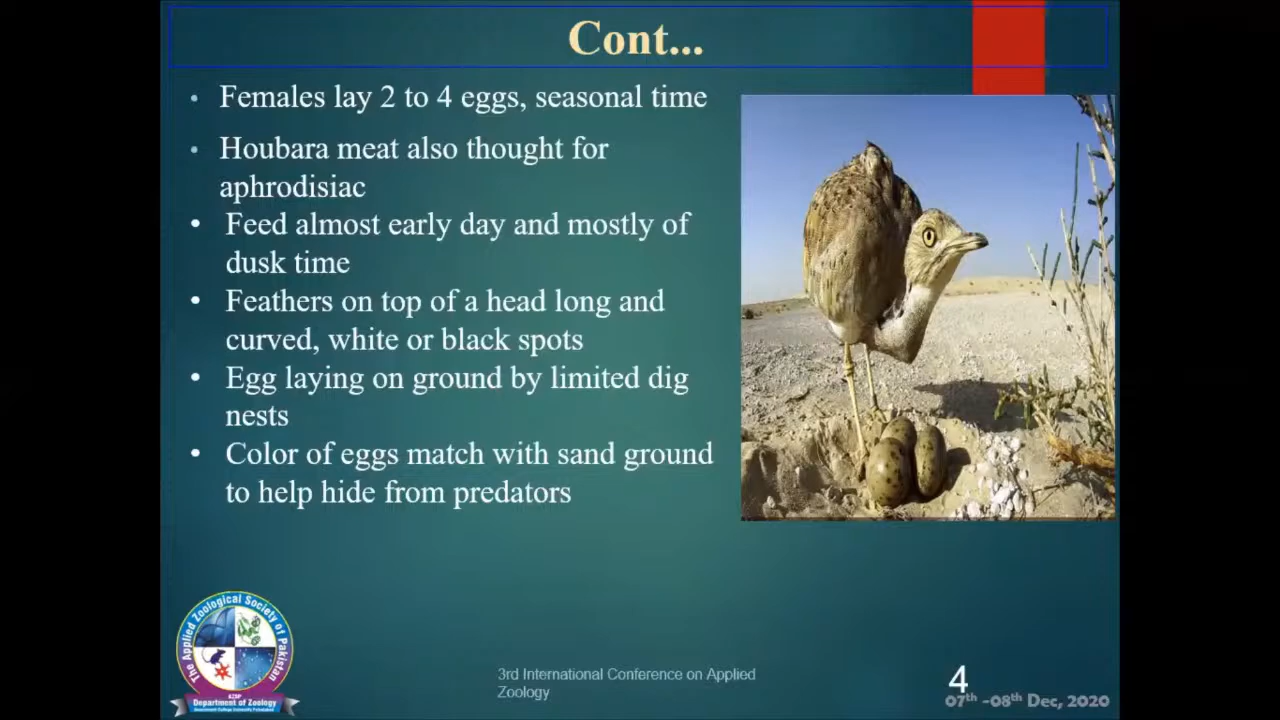 Cont...
Females lay 2 to 4 eggs, seasonal time
Houbara meat also thought for
aphrodisiac
Feed almost early day and mostly of
dusk time
Feathers on top of a head long and
curved, white or black spots
Egg laying on ground by limited dig
nests
Color of eggs match with sand ground
to help hide from predators
The Applied Zoological Society of Pakistan
AZSP
Department of Zoology
3rd International Conference on Applied
Zoology
4
07th -08th Dec, 2020